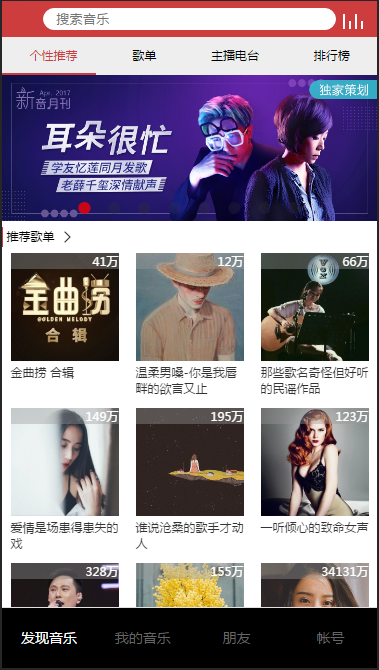 搜索音乐
个性推荐 歌单 主播电台 排行榜
独家策划
新 Apr. 2017
音月刊
耳朵很忙
学友忆莲同月发歌
老薛千玺深情献声
推荐歌单
41万 12万 66万
金曲捞
GOLDEN MELODY
合辑
金曲捞 合辑
温柔男嗓-你是我唇
畔的欲言又止
那些歌名奇怪但好听
的民谣作品
149万 195万 123万
爱情是场患得患失的
戏
谁说沧桑的歌手才动
人
一听倾心的致命女声
328万 155万 34131万
发现音乐 我的音乐 朋友 帐号